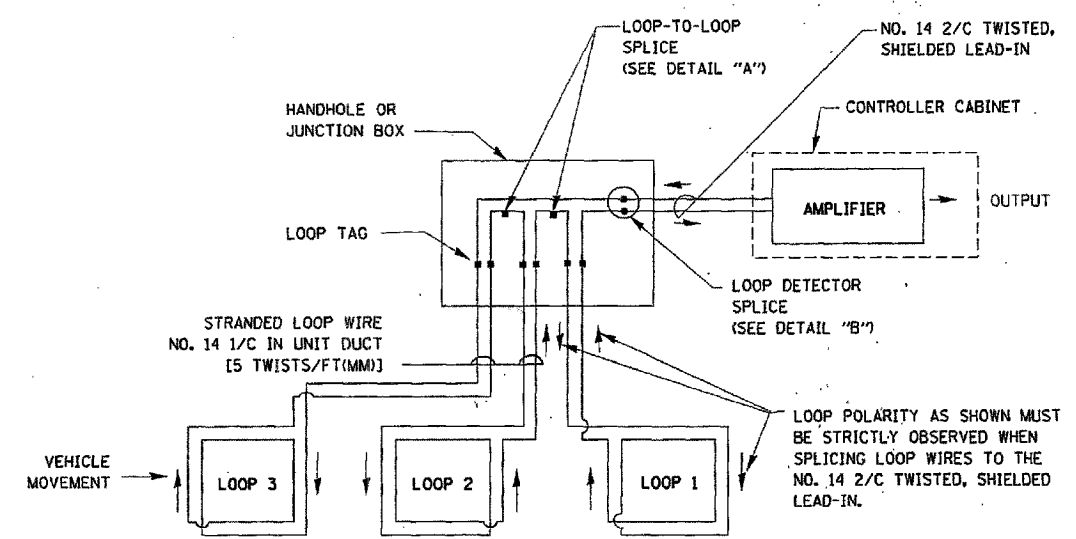 LOOP-TO-LOOP
SPLICE
(SEE DETAIL "A")
NO. 14 2/C TWISTED,
SHIELDED LEAD-IN
HANDHOLE OR
JUNCTION BOX
CONTROLLER CABINET
AMPLIFIER
OUTPUT
LOOP TAG
LOOP DETECTOR
SPLICE
(SEE DETAIL "B")
STRANDED LOOP WIRE
NO. 14 1/C IN UNIT DUCT
[5 TWISTS/FT(MM)]
LOOP POLARITY AS SHOWN MUST
BE STRICTLY OBSERVED WHEN
SPLICING LOOP WIRES TO THE
NO. 14 2/C TWISTED, SHIELDED
LEAD-IN.
VEHICLE
MOVEMENT
LOOP 3
LOOP 2
LOOP 1